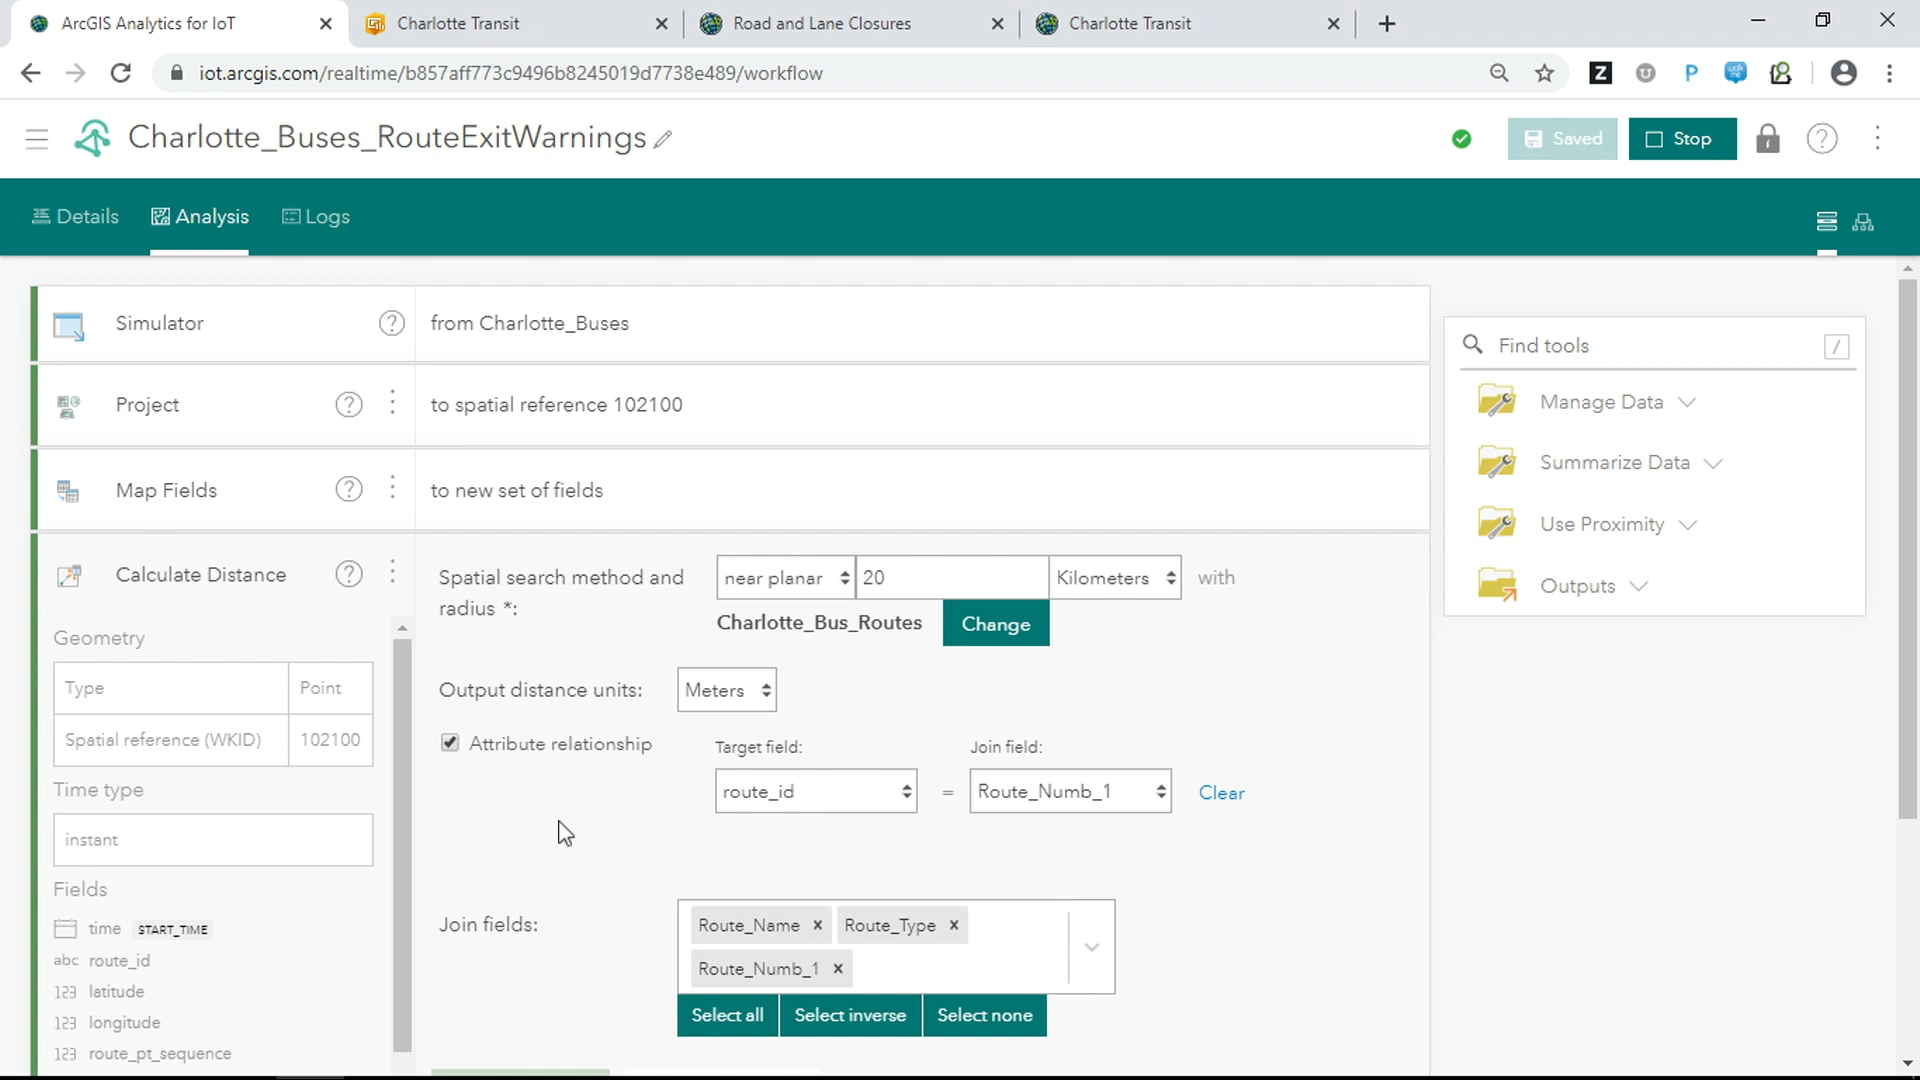 ArcGIS Analytics for IoT
Charlotte Transit
Road and Lane Closures
Charlotte Transit
iot.arcgis.com/realtime/b857aff773c9496b8245019d7738e489/workflow
Charlotte_Buses_RouteExitWarnings
Saved
Stop
Details
Analysis
Logs
Simulator
from Charlotte_Buses
Project
to spatial reference 102100
Map Fields
to new set of fields
Calculate Distance
Geometry
Type Point
Spatial reference (WKID) 102100
Time type
instant
Fields
time START_TIME
abc route_id
123 latitude
123 longitude
123 route_pt_sequence
Spatial search method and
radius *:
near planar 20 Kilometers with
Charlotte_Bus_Routes Change
Output distance units: Meters
Attribute relationship
Target field: Join field:
route_id = Route_Numb_1 Clear
Join fields:
Route_Name x Route_Type x
Route_Numb_1 x
Select all Select inverse Select none
Find tools /
Manage Data
Summarize Data
Use Proximity
Outputs